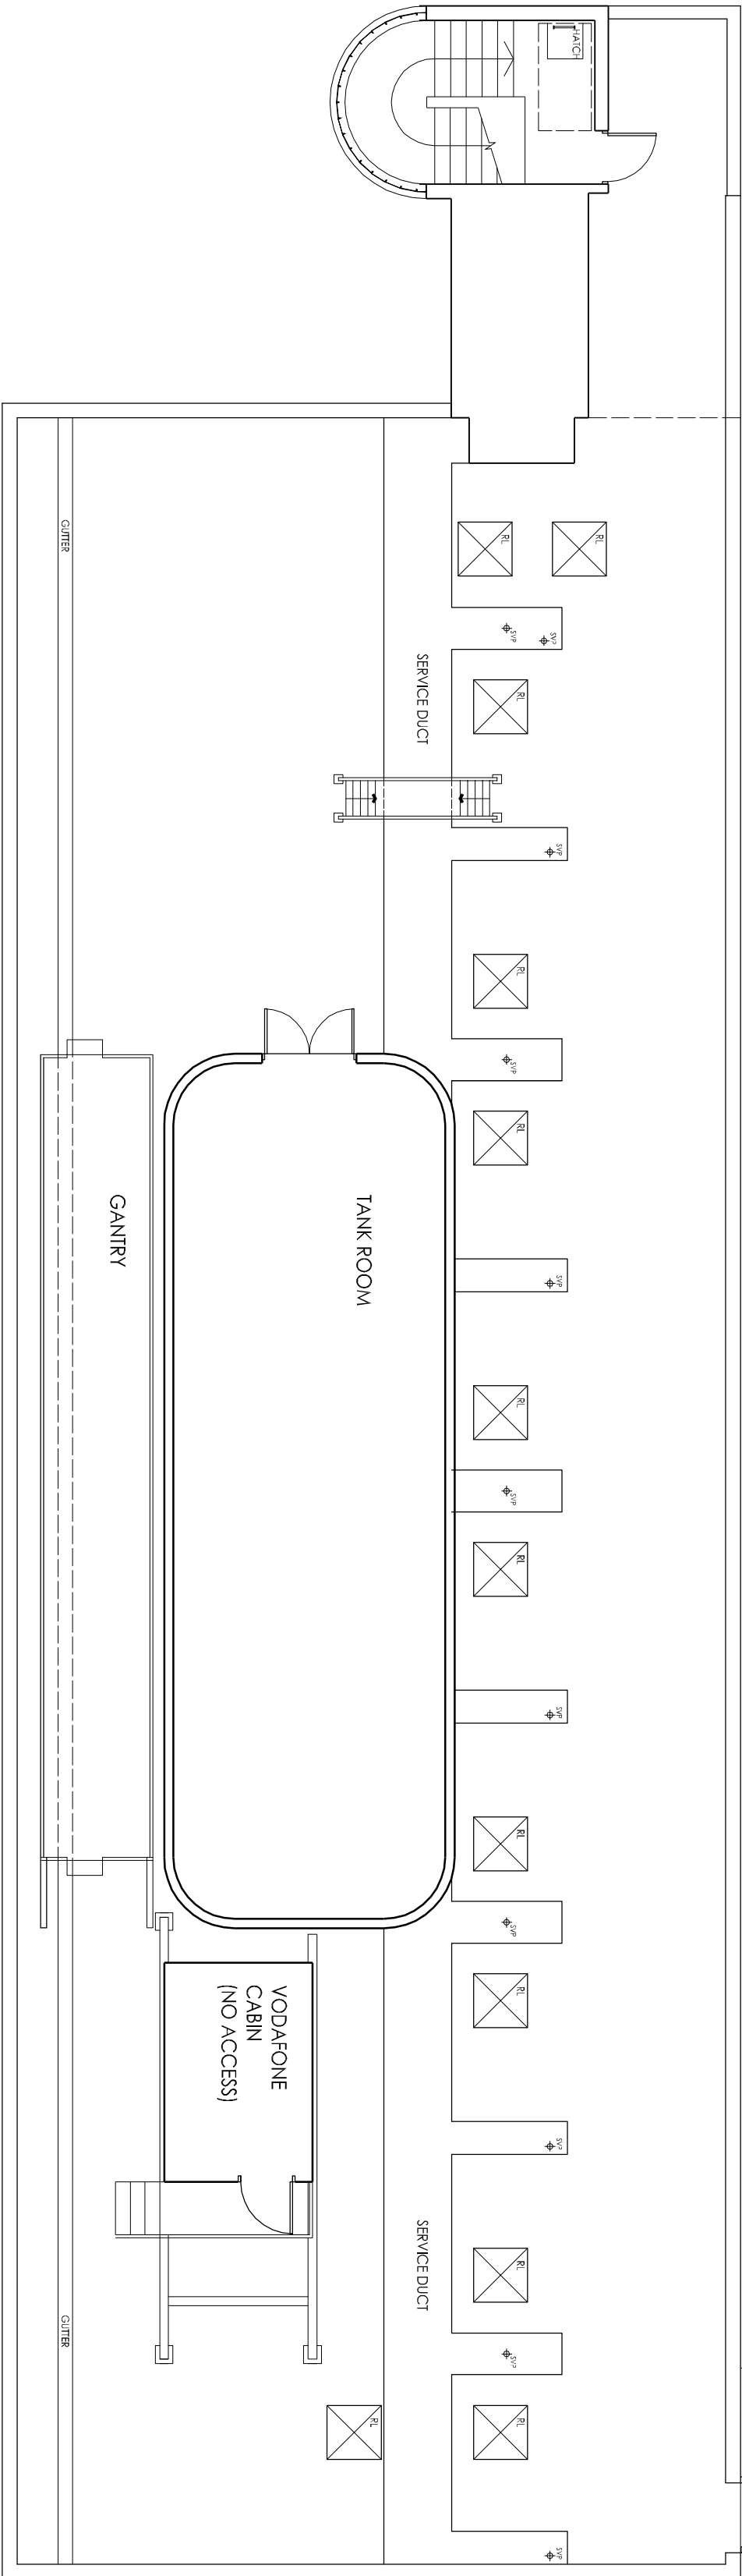 HATCH
RL
RL
GUTTER
SVP
SVP
RL
SERVICE DUCT
SVP
RL
SVP
RL
GANTRY
TANK ROOM
SVP
RL
SVP
RL
SVP
RL
SVP
RL
VODAFONE
CABIN
(NO ACCESS)
SVP
RL
SERVICE DUCT
GUTTER
SVP
RL
RL
SVP